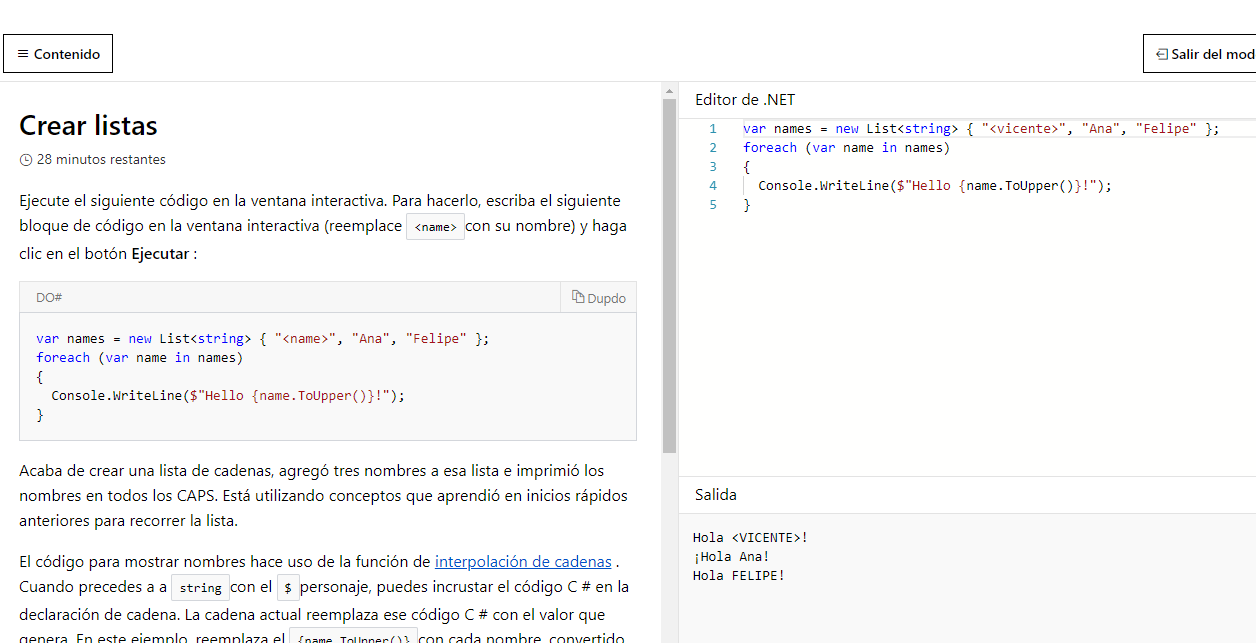 ≡ Contenido
Salir del mod
Crear listas
28 minutos restantes
Ejecute el siguiente código en la ventana interactiva. Para hacerlo, escriba el siguiente
bloque de código en la ventana interactiva (reemplace <name> con su nombre) y haga
clic en el botón Ejecutar :
DO#
Dupdo
var names = new List<string> { "<name>", "Ana", "Felipe" };
foreach (var name in names)
{
  Console.WriteLine($"Hello {name.ToUpper()}!");
}
Acaba de crear una lista de cadenas, agregó tres nombres a esa lista e imprimió los
nombres en todos los CAPS. Está utilizando conceptos que aprendió en inicios rápidos
anteriores para recorrer la lista.
El código para mostrar nombres hace uso de la función de interpolación de cadenas .
Cuando precedes a a string con el $ personaje, puedes incrustar el código C # en la
declaración de cadena. La cadena actual reemplaza ese código C # con el valor que
genera. En este ejemplo, reemplaza el {name.ToUpper()} con cada nombre, convertido
Editor de .NET
1 var names = new List<string> { "<vicente>", "Ana", "Felipe" };
2 foreach (var name in names)
3 {
4   Console.WriteLine($"Hello {name.ToUpper()}!");
5 }
Salida
Hola <VICENTE>!
¡Hola Ana!
Hola FELIPE!